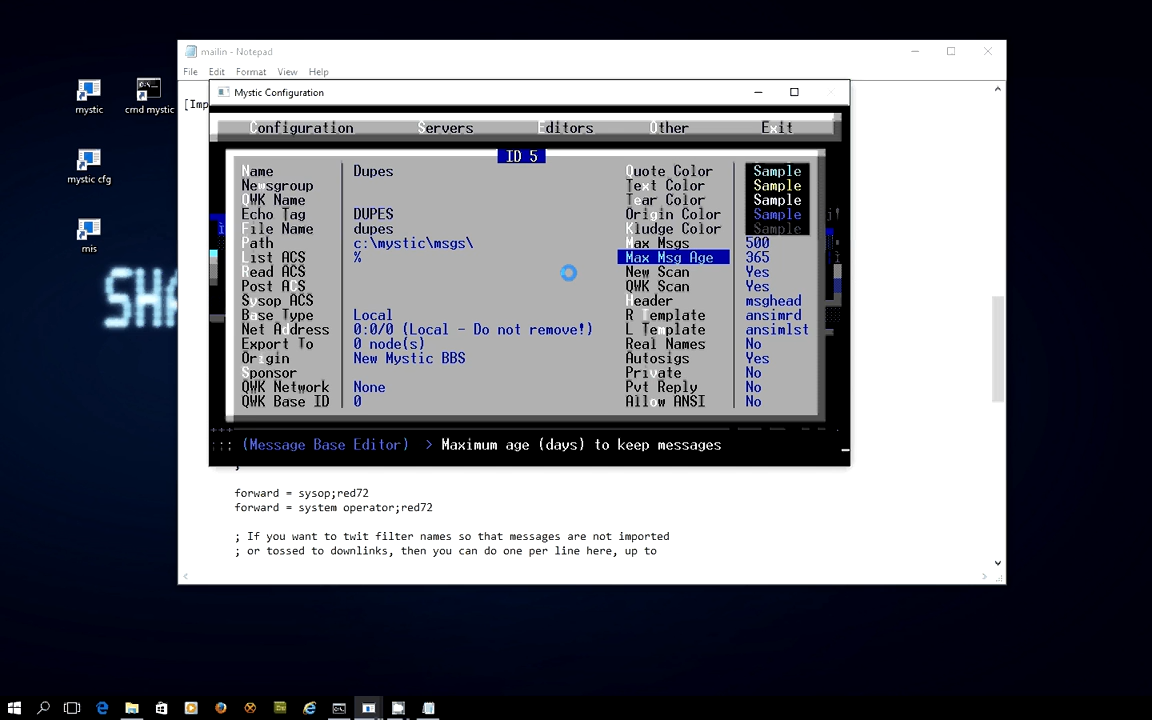 mailin - Notepad
File Edit Format View Help
mystic
cmd mystic
mystic cfg
mis
[Imp
Mystic Configuration
Configuration Servers Editors Other Exit
ID 5
Name Dupes Quote Color Sample
Newsgroup Text Color Sample
QWK Name Tear Color Sample
Echo Tag DUPES Origin Color Sample
File Name dupes Kludge Color Sample
Path c:\mystic\msgs\ Max Msgs 500
List ACS % Max Msg Age 365
Read ACS New Scan Yes
Post ACS QWK Scan Yes
Sysop ACS Header msghead
Base Type Local R Template ansimrd
Net Address 0:0/0 (Local - Do not remove!) L Template ansimlst
Export To 0 node(s) Real Names No
Origin New Mystic BBS Autosigs Yes
Sponsor Private No
QWK Network None Pvt Reply No
QWK Base ID 0 Allow ANSI No
(Message Base Editor) > Maximum age (days) to keep messages
forward = sysop;red72
forward = system operator;red72
; If you want to twit filter names so that messages are not imported
; or tossed to downlinks, then you can do one per line here, up to